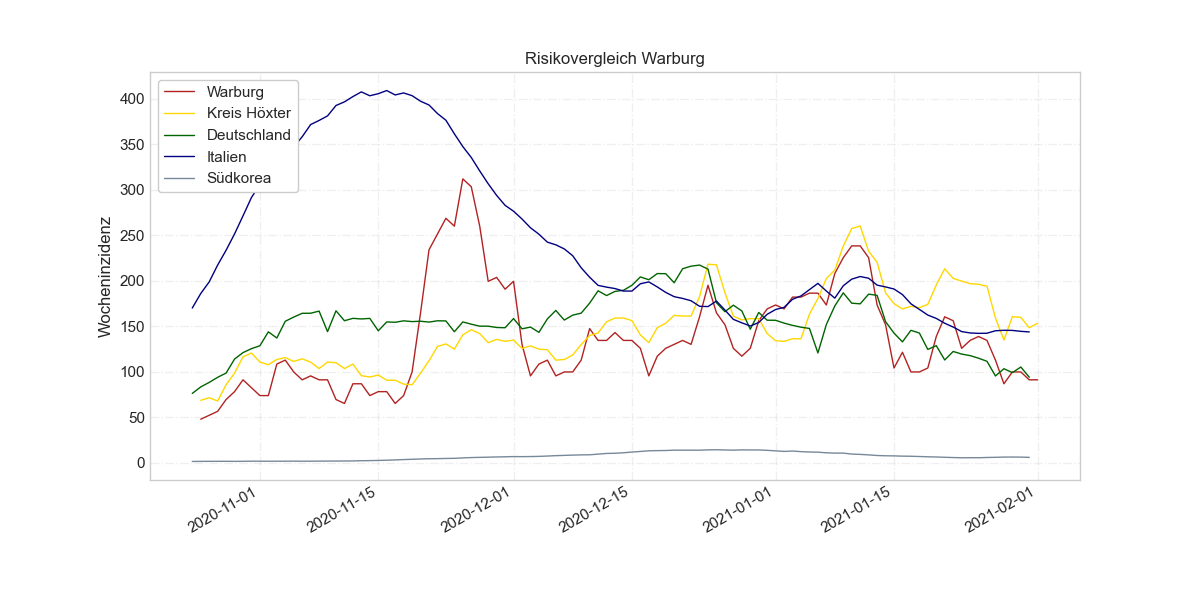 Risikovergleich Warburg
Wocheninzidenz
400
350
300
250
200
150
100
50
0
Warburg
Kreis Höxter
Deutschland
Italien
Südkorea
2020-11-01
2020-11-15
2020-12-01
2020-12-15
2021-01-01
2021-01-15
2021-02-01